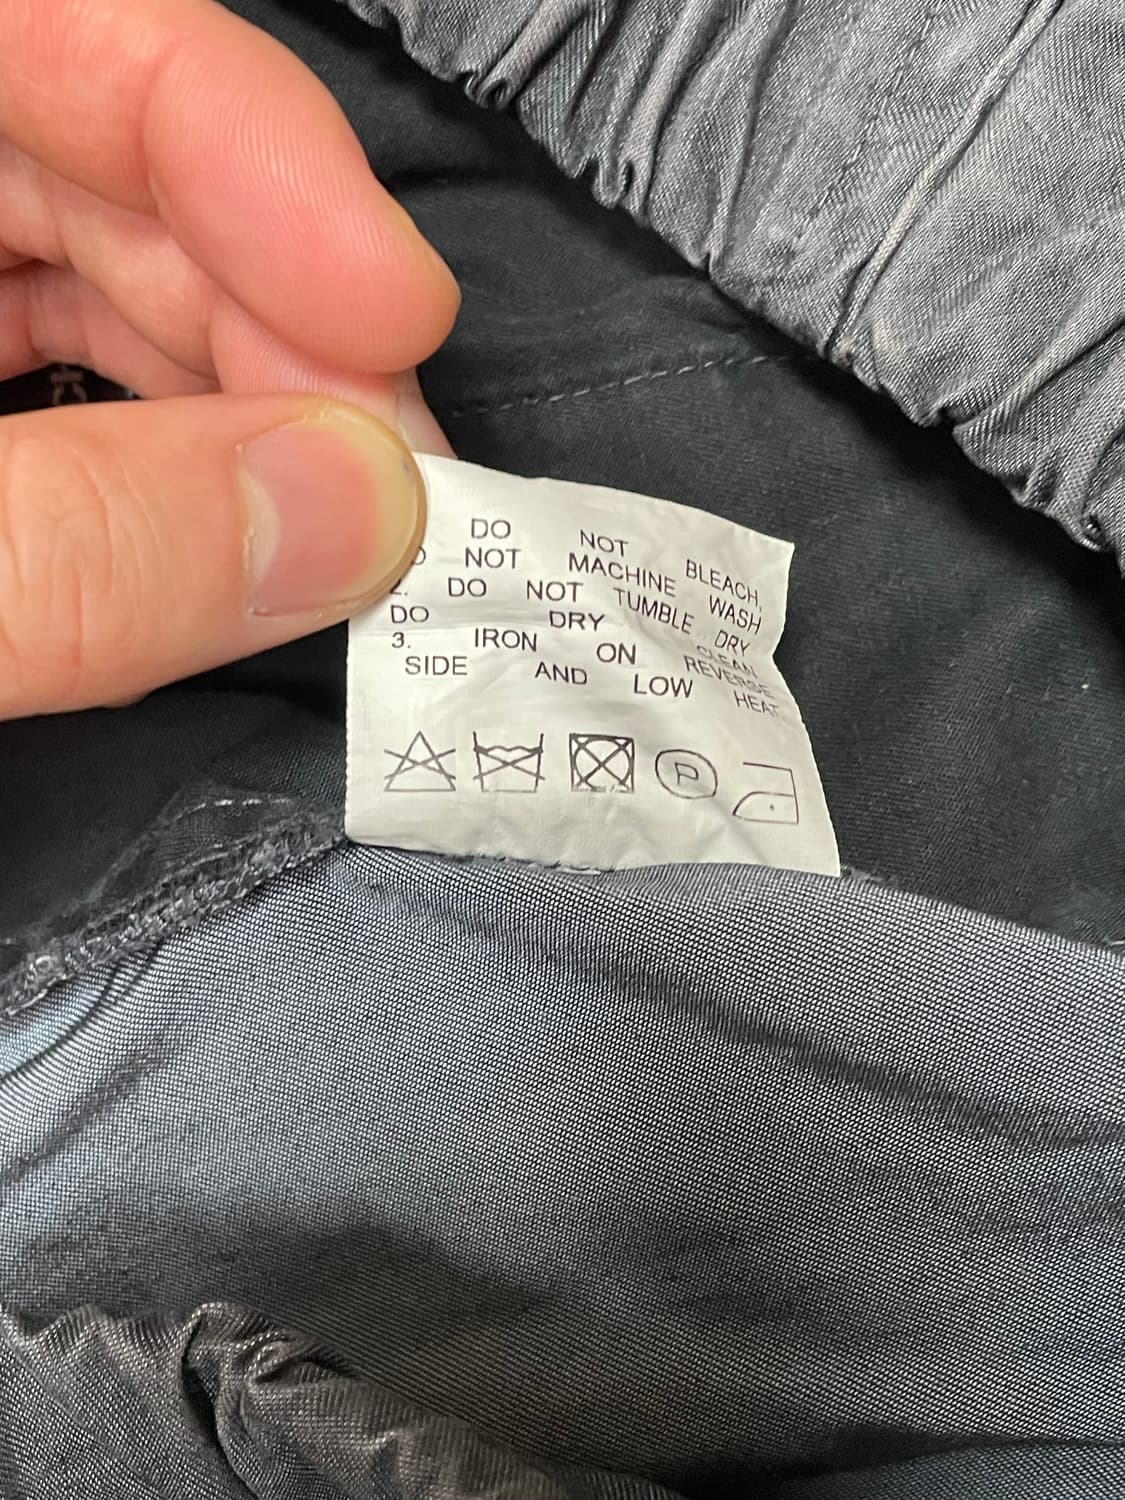 DO NOT BLEACH,
NOT MACHINE WASH
2. DO NOT TUMBLE DRY
DO DRY CLEAN
3. IRON ON REVERSE
SIDE AND LOW HEAT
P